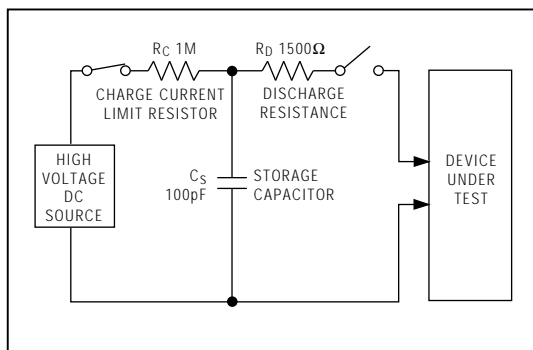 RC 1M
RD 1500Ω
CHARGE CURRENT
LIMIT RESISTOR
DISCHARGE
RESISTANCE
HIGH
VOLTAGE
DC
SOURCE
CS
100pF
STORAGE
CAPACITOR
DEVICE
UNDER
TEST